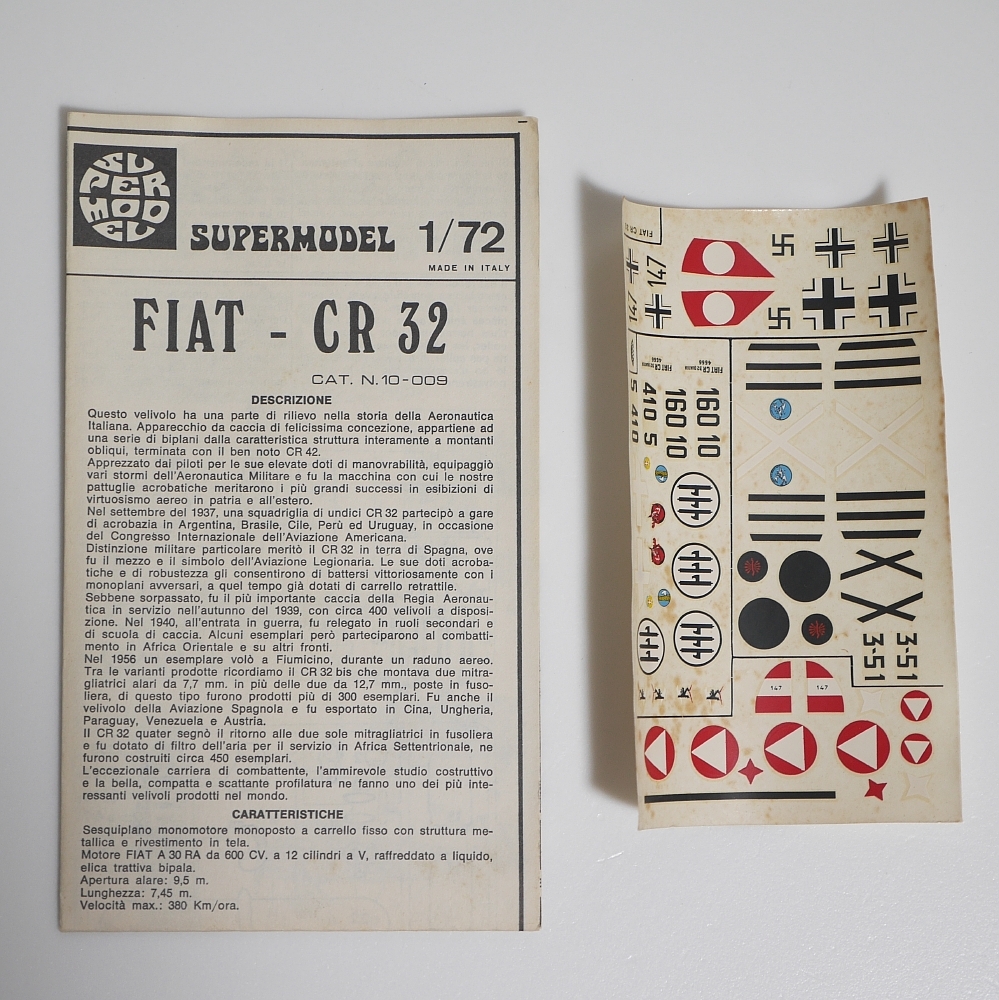 SUPERMODEL
SUPERMODEL 1/72
MADE IN ITALY
FIAT - CR 32
CAT. N.10-009
DESCRIZIONE
Questo velivolo ha una parte di rilievo nella storia della Aeronautica
Italiana. Apparecchio da caccia di felicissima concezione, appartiene ad
una serie di biplani dalla caratteristica struttura interamente a montanti
obliqui, terminata con il ben noto CR 42.
Apprezzato dai piloti per le sue elevate doti di manovrabilità, equipaggiò
vari stormi dell'Aeronautica Militare e fu la macchina con cui le nostre
pattuglie acrobatiche meritarono i più grandi successi in esibizioni di
virtuosismo aereo in patria e all'estero.
Nel settembre del 1937, una squadriglia di undici CR 32 partecipò a gare
di acrobazia in Argentina, Brasile, Cile, Perù ed Uruguay, in occasione
del Congresso Internazionale dell'Aviazione Americana.
Distinzione militare particolare meritò il CR 32 in terra di Spagna, ove
fu il mezzo e il simbolo dell'Aviazione Legionaria. Le sue doti acroba-
tiche e di robustezza gli consentirono di battersi vittoriosamente con i
monoplani avversari, a quel tempo già dotati di carrello retrattile.
Sebbene sorpassato, fu il più importante caccia della Regia Aeronau-
tica in servizio nell'autunno del 1939, con circa 400 velivoli a disposi-
zione. Nel 1940, all'entrata in guerra, fu relegato in ruoli secondari e
di scuola di caccia. Alcuni esemplari però parteciparono al combatti-
mento in Africa Orientale e su altri fronti.
Nel 1956 un esemplare volò a Fiumicino, durante un raduno aereo.
Tra le varianti prodotte ricordiamo il CR 32 bis che montava due mitra-
gliatrici alari da 7,7 mm. in più delle due da 12,7 mm., poste in fuso-
liera, di questo tipo furono prodotti più di 300 esemplari. Fu anche il
velivolo della Aviazione Spagnola e fu esportato in Cina, Ungheria,
Paraguay, Venezuela e Austria.
Il CR 32 quater segnò il ritorno alle due sole mitragliatrici in fusoliera
e fu dotato di filtro dell'aria per il servizio in Africa Settentrionale, ne
furono costruiti circa 450 esemplari.
L'eccezionale carriera di combattente, l'ammirevole studio costruttivo
e la bella, compatta e scattante profilatura ne fanno uno dei più inte-
ressanti velivoli prodotti nel mondo.
CARATTERISTICHE
Sesquiplano monomotore monoposto a carrello fisso con struttura me-
tallica e rivestimento in tela.
Motore FIAT A 30 RA da 600 CV. a 12 cilindri a V, raffreddato a liquido,
elica trattiva bipala.
Apertura alare: 9,5 m.
Lunghezza: 7,45 m.
Velocità max.: 380 Km/ora.
FIAT CR
147
147
FIAT CR
4666
FIAT CR
4666
5 410
410 5
160 10
160 10
3-51
3-51
147
147